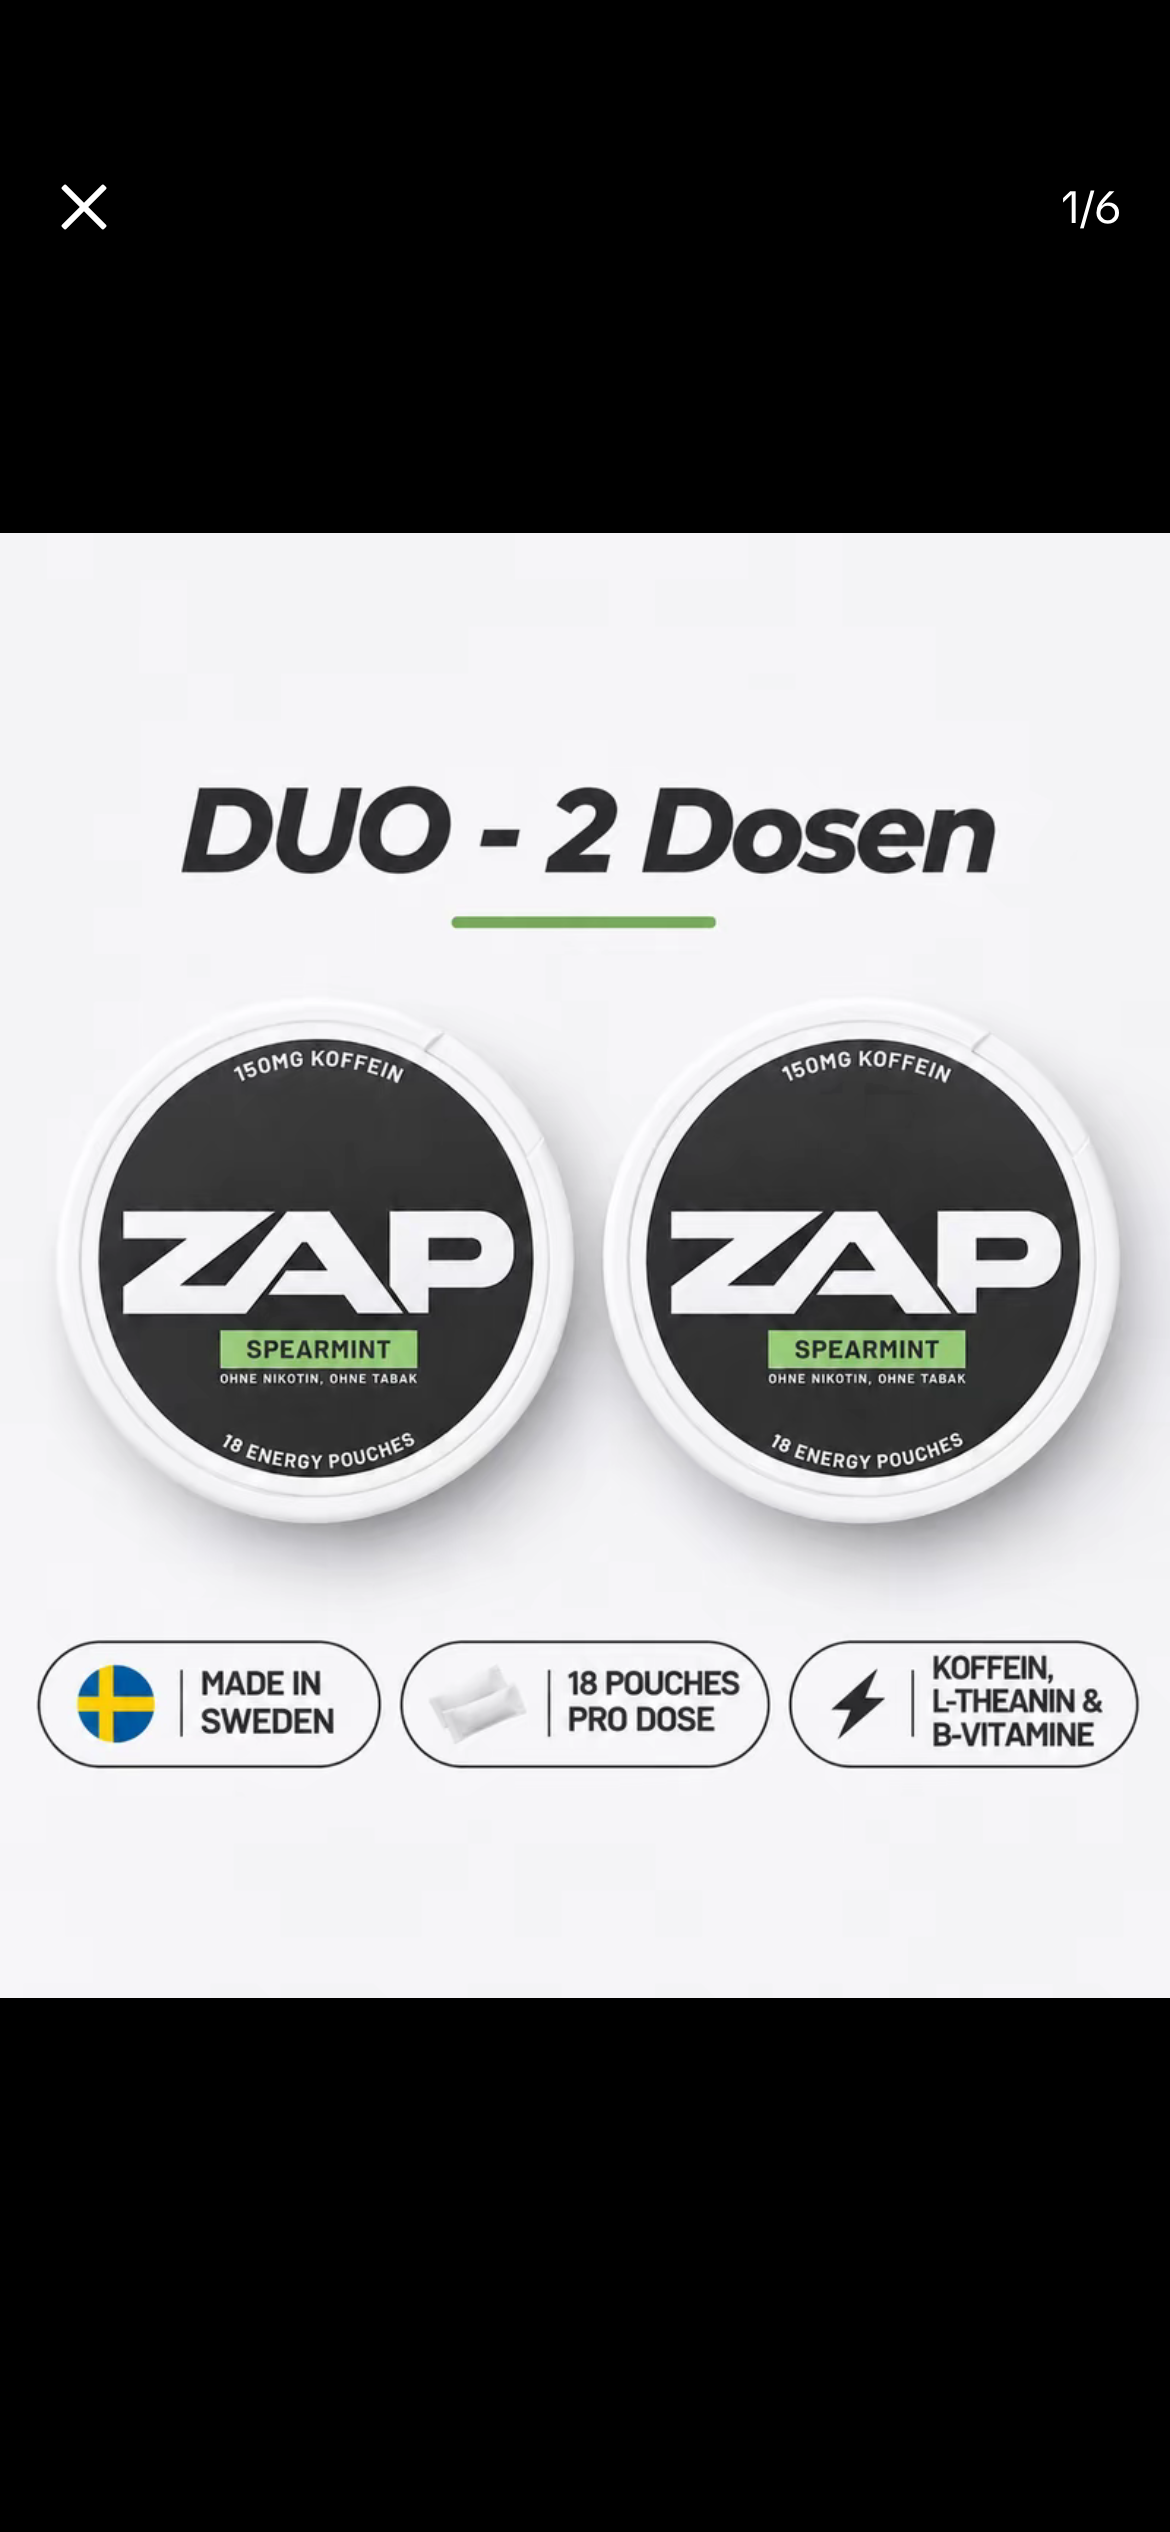 1/6
DUO - 2 Dosen
150MG KOFFEIN
ZAP
SPEARMINT
OHNE NIKOTIN, OHNE TABAK
18 ENERGY POUCHES
150MG KOFFEIN
ZAP
SPEARMINT
OHNE NIKOTIN, OHNE TABAK
18 ENERGY POUCHES
MADE IN
SWEDEN
18 POUCHES
PRO DOSE
KOFFEIN,
L-THEANIN &
B-VITAMINE